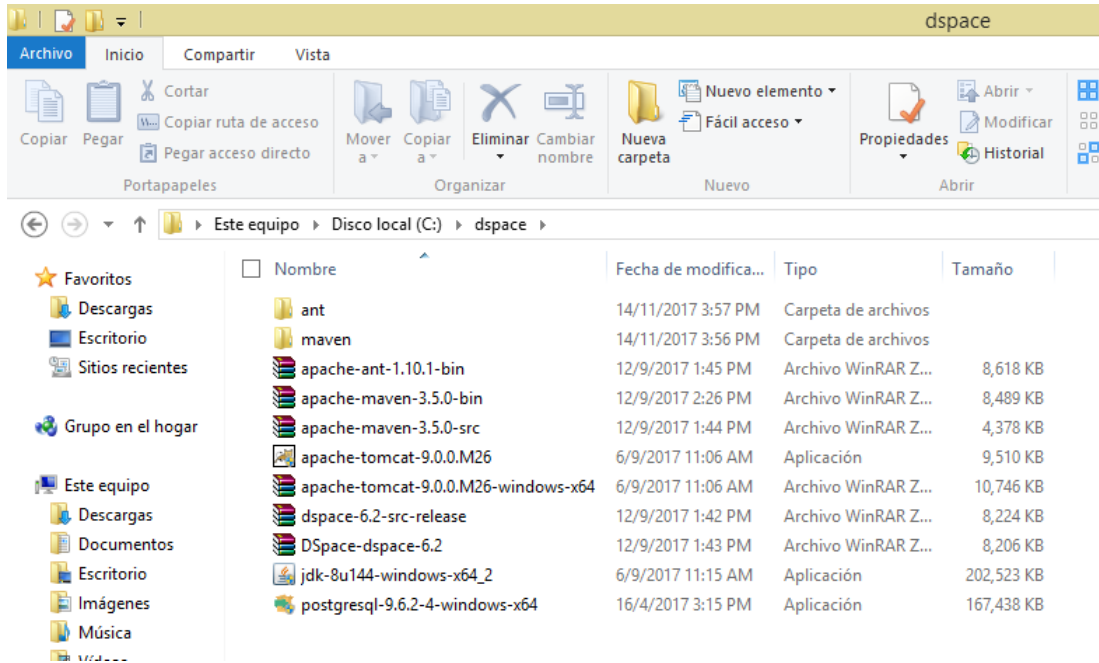 dspace
Archivo Inicio Compartir Vista
Copiar
Pegar
Cortar
Copiar ruta de acceso
Pegar acceso directo
Portapapeles
Mover a
Copiar a
Eliminar
Cambiar nombre
Organizar
Nueva carpeta
Nuevo elemento
Fácil acceso
Nuevo
Propiedades
Abrir
Modificar
Historial
Abrir
Este equipo Disco local (C:) dspace
Favoritos
Descargas
Escritorio
Sitios recientes
Grupo en el hogar
Este equipo
Descargas
Documentos
Escritorio
Imágenes
Música
Vídeos
Nombre Fecha de modifica... Tipo Tamaño
ant 14/11/2017 3:57 PM Carpeta de archivos
maven 14/11/2017 3:56 PM Carpeta de archivos
apache-ant-1.10.1-bin 12/9/2017 1:45 PM Archivo WinRAR Z... 8,618 KB
apache-maven-3.5.0-bin 12/9/2017 2:26 PM Archivo WinRAR Z... 8,489 KB
apache-maven-3.5.0-src 12/9/2017 1:44 PM Archivo WinRAR Z... 4,378 KB
apache-tomcat-9.0.0.M26 6/9/2017 11:06 AM Aplicación 9,510 KB
apache-tomcat-9.0.0.M26-windows-x64 6/9/2017 11:06 AM Archivo WinRAR Z... 10,746 KB
dspace-6.2-src-release 12/9/2017 1:42 PM Archivo WinRAR Z... 8,224 KB
DSpace-dspace-6.2 12/9/2017 1:43 PM Archivo WinRAR Z... 8,206 KB
jdk-8u144-windows-x64_2 6/9/2017 11:15 AM Aplicación 202,523 KB
postgresql-9.6.2-4-windows-x64 16/4/2017 3:15 PM Aplicación 167,438 KB